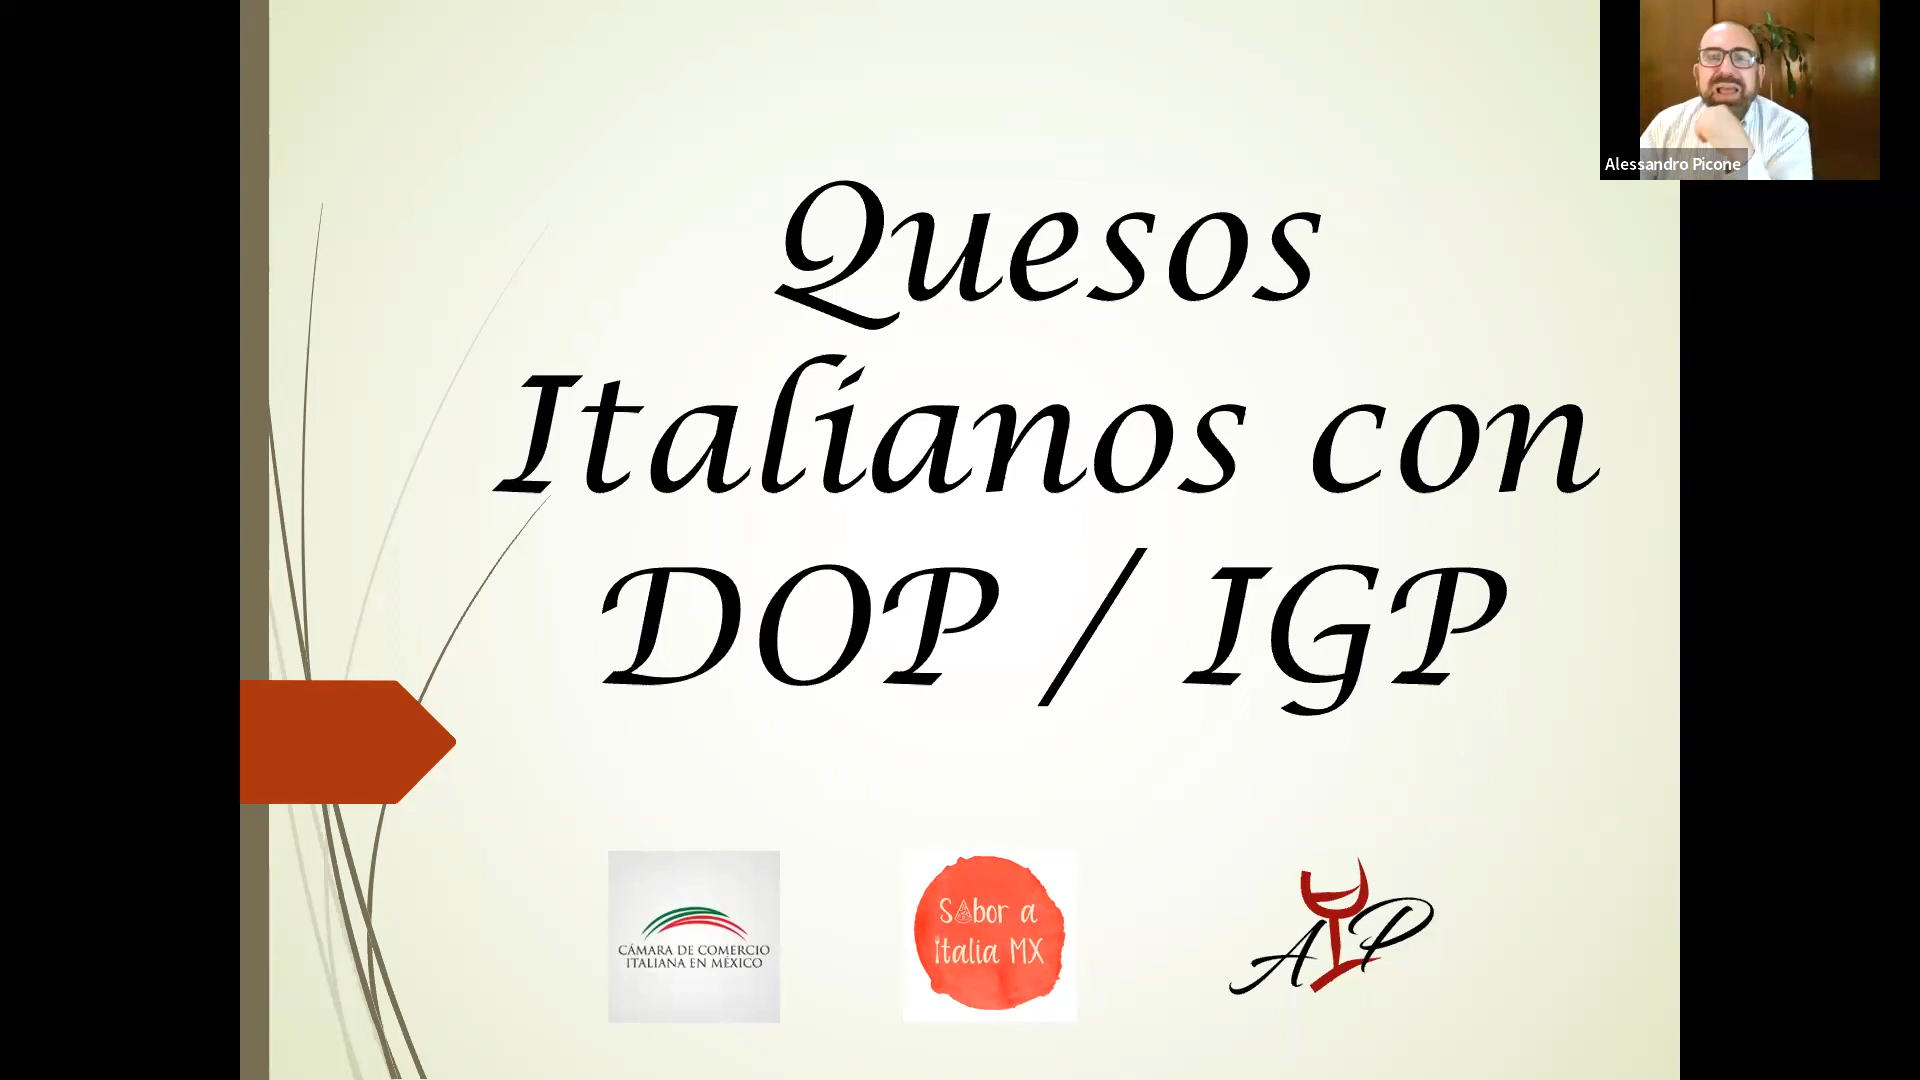 Alessandro Picone
Quesos
Italianos con
DOP / IGP
CÁMARA DE COMERCIO
ITALIANA EN MÉXICO
Sabor a
italia MX
AP